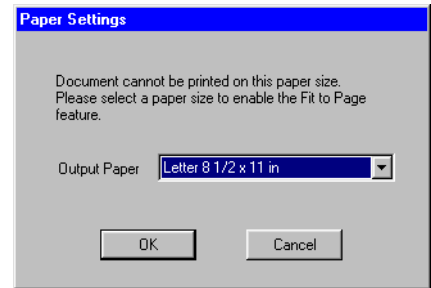 Paper Settings
Document cannot be printed on this paper size.
Please select a paper size to enable the Fit to Page
feature.
Output Paper Letter 8 1/2 x 11 in
OK Cancel